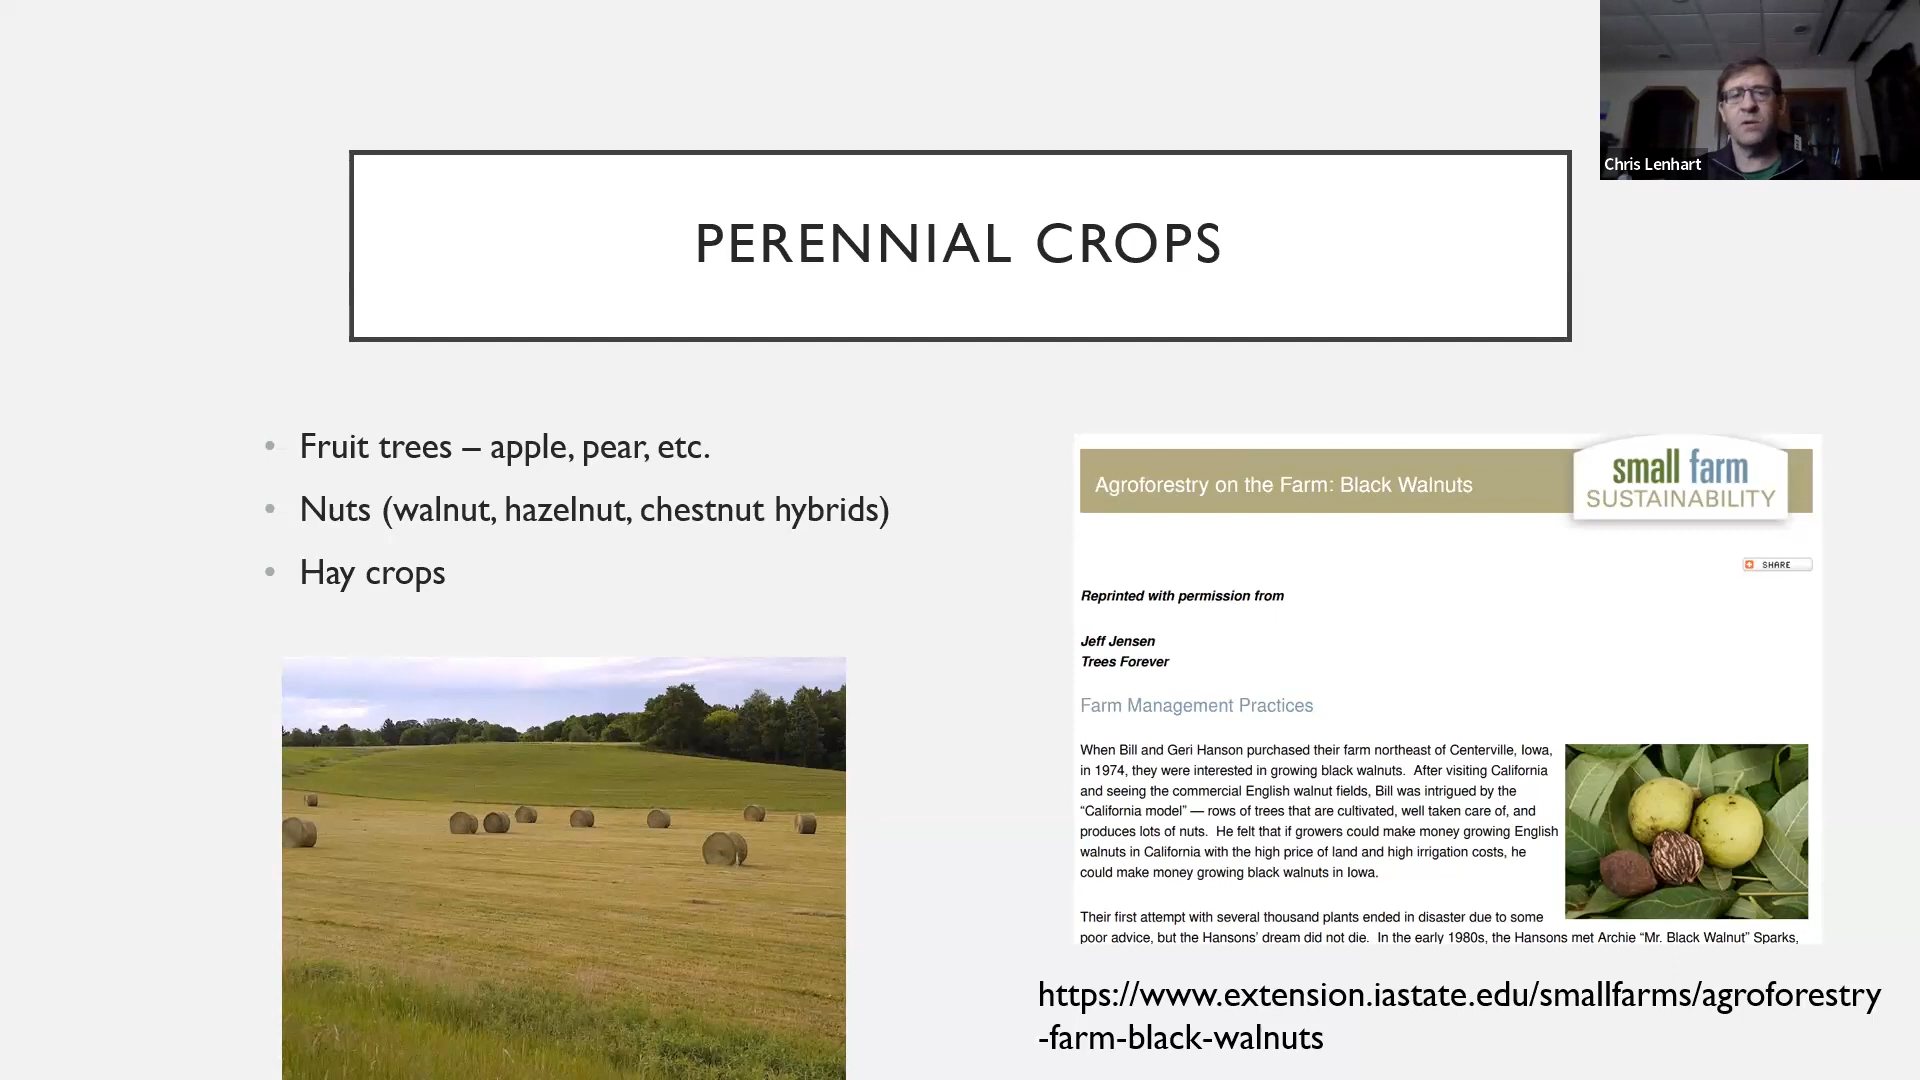 Chris Lenhart
PERENNIAL CROPS
• Fruit trees – apple, pear, etc.
• Nuts (walnut, hazelnut, chestnut hybrids)
• Hay crops
Agroforestry on the Farm: Black Walnuts
small farm
SUSTAINABILITY
SHARE
Reprinted with permission from
Jeff Jensen
Trees Forever
Farm Management Practices
When Bill and Geri Hanson purchased their farm northeast of Centerville, Iowa,
in 1974, they were interested in growing black walnuts.  After visiting California
and seeing the commercial English walnut fields, Bill was intrigued by the
“California model” — rows of trees that are cultivated, well taken care of, and
produces lots of nuts.  He felt that if growers could make money growing English
walnuts in California with the high price of land and high irrigation costs, he
could make money growing black walnuts in Iowa.
Their first attempt with several thousand plants ended in disaster due to some
poor advice, but the Hansons’ dream did not die.  In the early 1980s, the Hansons met Archie “Mr. Black Walnut” Sparks,
https://www.extension.iastate.edu/smallfarms/agroforestry
-farm-black-walnuts